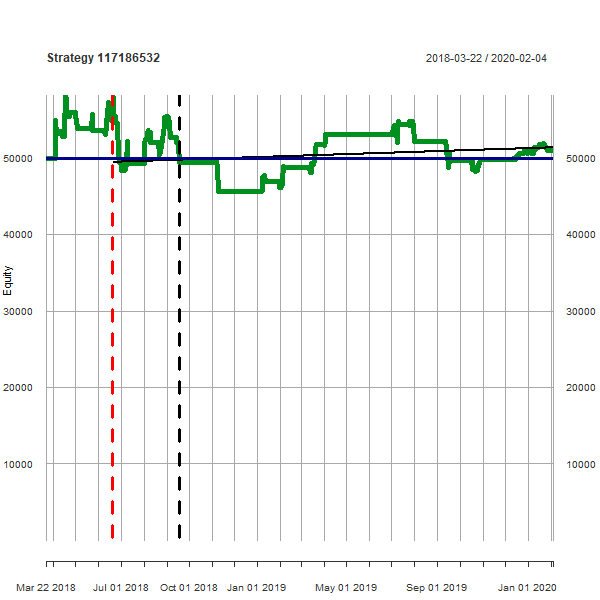 Strategy 117186532
2018-03-22 / 2020-02-04
50000 50000
40000 40000
Equity
30000 30000
20000 20000
10000 10000
Mar 22 2018 Jul 01 2018 Oct 01 2018 Jan 01 2019 May 01 2019 Sep 01 2019 Jan 01 2020